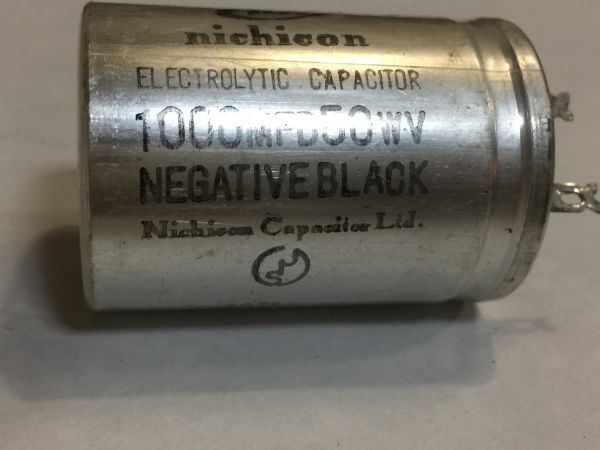 nichicon
ELECTROLYTIC CAPACITOR
1000MFD50WV
NEGATIVE BLACK
Nichicon Capacitor Ltd.